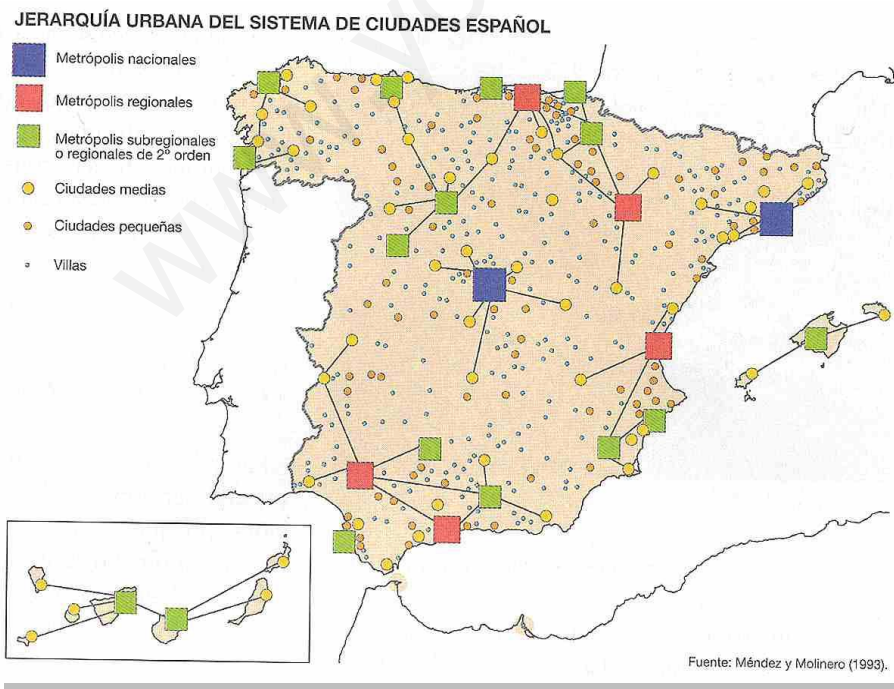 JERARQUÍA URBANA DEL SISTEMA DE CIUDADES ESPAÑOL
Metrópolis nacionales
Metrópolis regionales
Metrópolis subregionales
o regionales de 2º orden
Ciudades medias
Ciudades pequeñas
Villas
Fuente: Méndez y Molinero (1993).